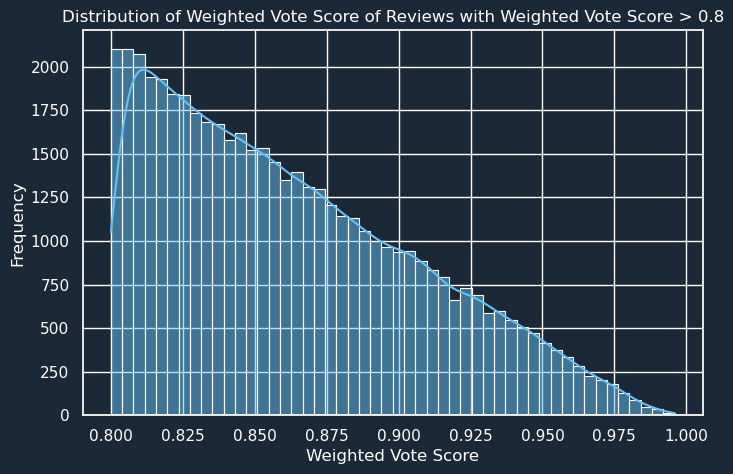 Distribution of Weighted Vote Score of Reviews with Weighted Vote Score > 0.8
Frequency
2000
1750
1500
1250
1000
750
500
250
0
0.800 0.825 0.850 0.875 0.900 0.925 0.950 0.975 1.000
Weighted Vote Score